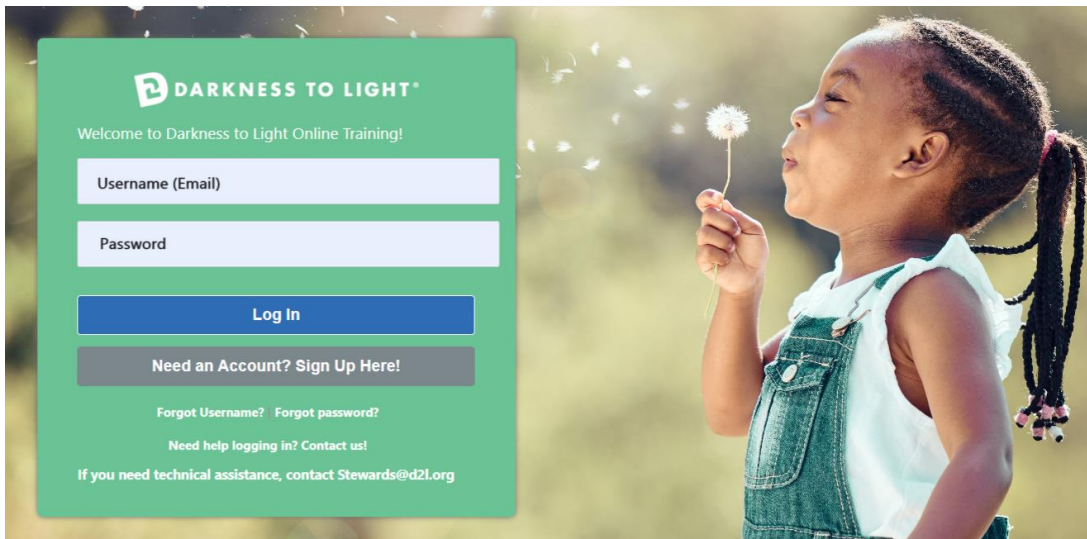 DARKNESS TO LIGHT®
Welcome to Darkness to Light Online Training!
Username (Email)
Password
Log In
Need an Account? Sign Up Here!
Forgot Username? | Forgot password?
Need help logging in? Contact us!
If you need technical assistance, contact Stewards@d2l.org